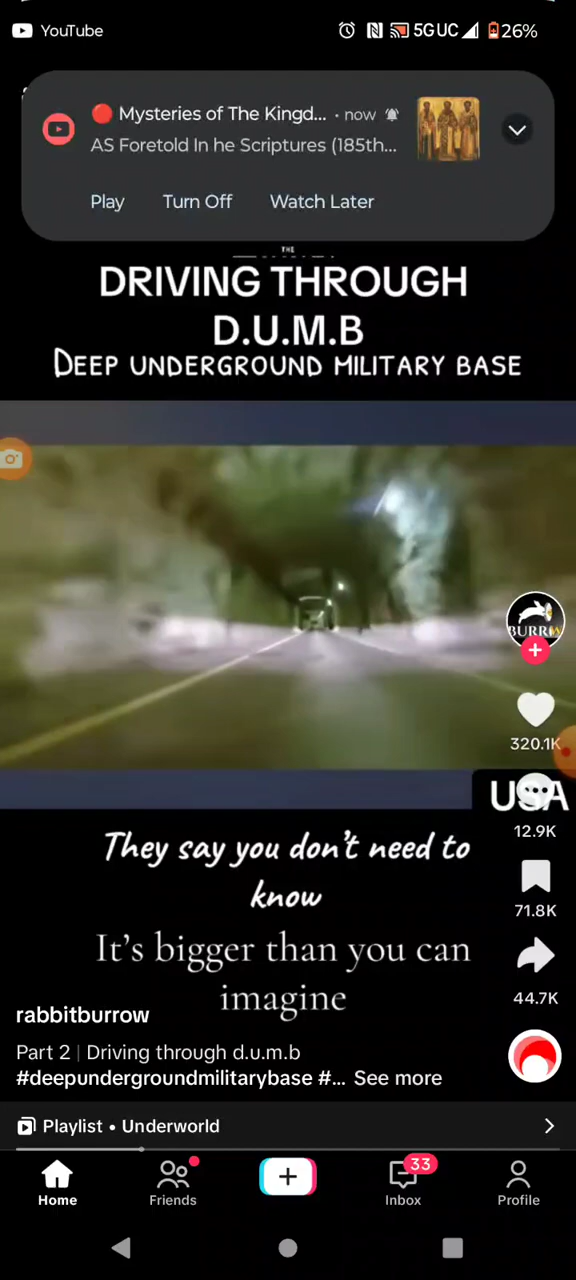 YouTube
5G UC 26%
Mysteries of The Kingd... • now
AS Foretold In he Scriptures (185th...
Play Turn Off Watch Later
THE
DRIVING THROUGH
D.U.M.B
DEEP UNDERGROUND MILITARY BASE
BURR
320.1K
USA
12.9K
They say you don't need to
know
71.8K
It's bigger than you can
imagine
44.7K
rabbitburrow
Part 2 | Driving through d.u.m.b
#deepundergroundmilitarybase #... See more
Playlist • Underworld
33
Home Friends Inbox Profile